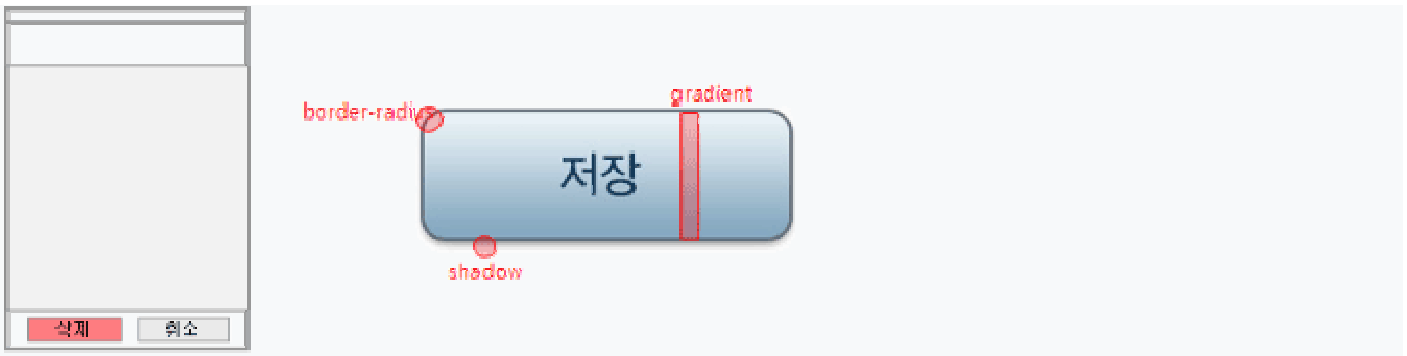 gradient
border-radius
저장
shadow
삭제 취소